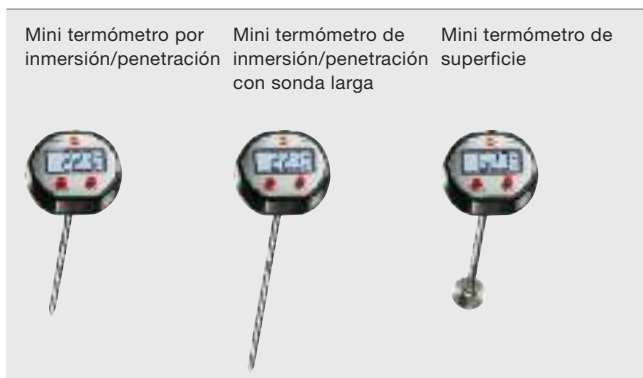 Mini termómetro por
inmersión/penetración
Mini termómetro de
inmersión/penetración
con sonda larga
Mini termómetro de
superficie